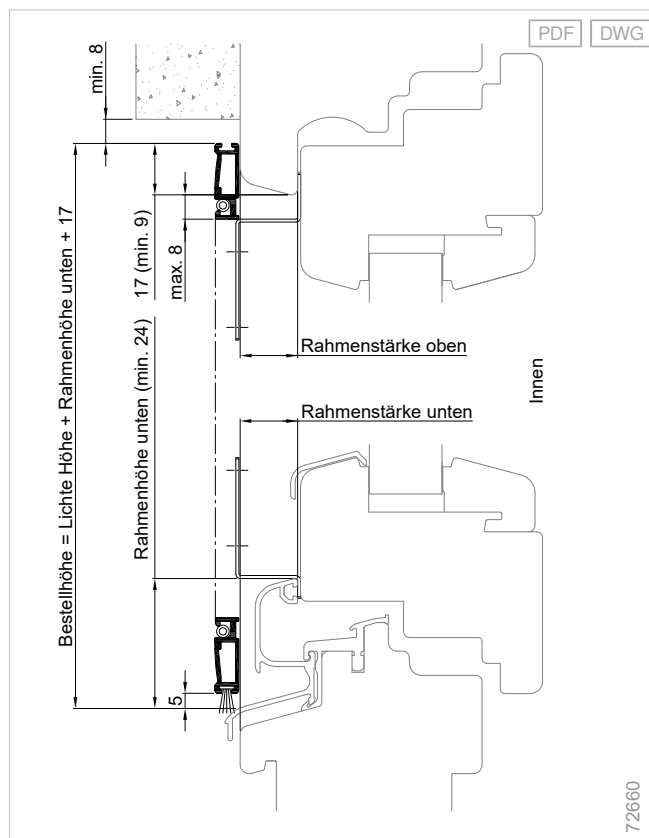 PDF DWG
min. 8
Bestellhöhe = Lichte Höhe + Rahmenhöhe unten + 17
Rahmenhöhe unten (min. 24)
17 (min. 9)
max. 8
Rahmenstärke oben
Rahmenstärke unten
Innen
5
72660